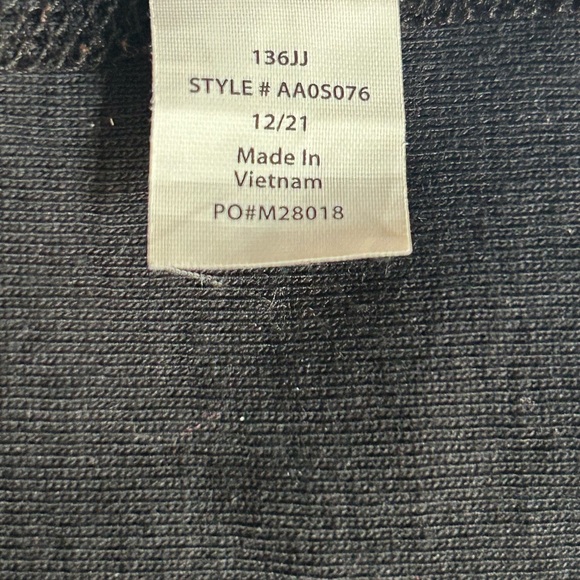 136JJ
STYLE # AA0S076
12/21
Made In
Vietnam
PO#M28018